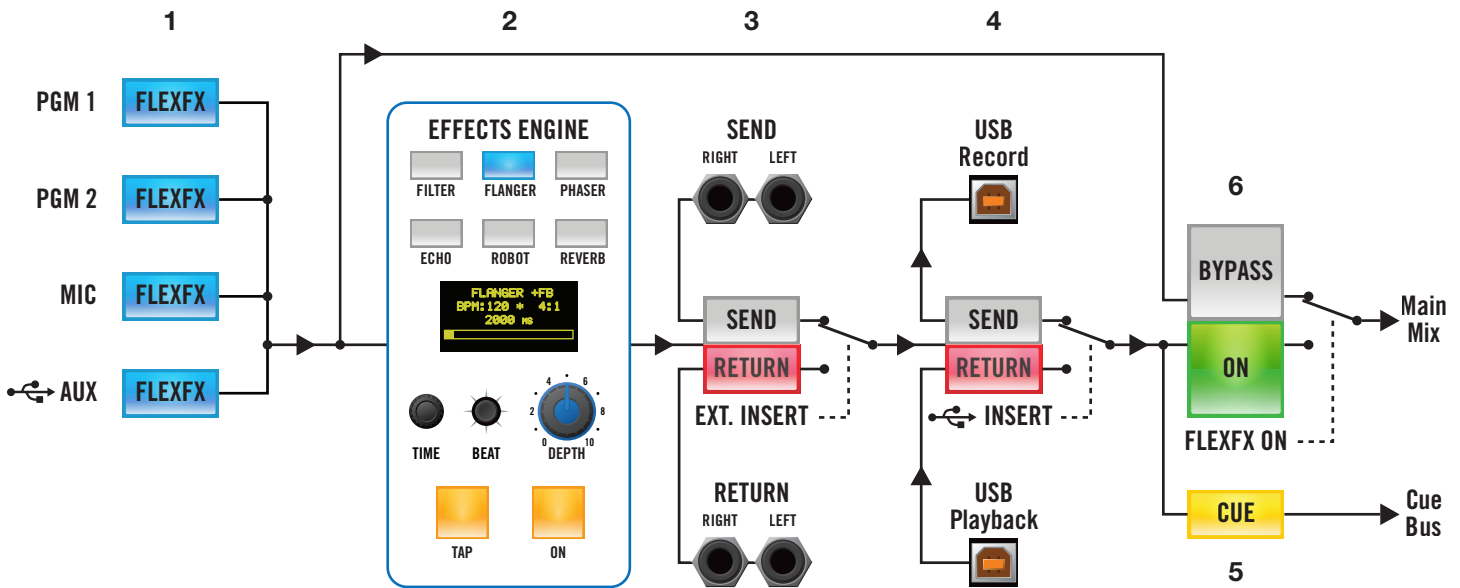 1
2
3
4
PGM 1
FLEXFX
PGM 2
FLEXFX
MIC
FLEXFX
AUX
FLEXFX
EFFECTS ENGINE
FILTER
FLANGER
PHASER
ECHO
ROBOT
REVERB
FLANGER +FB
BPM:120 * 4:1
2000 MS
TIME
BEAT
0
2
4
6
8
10
DEPTH
TAP
ON
SEND
RIGHT
LEFT
SEND
RETURN
EXT. INSERT
RETURN
RIGHT
LEFT
USB
Record
SEND
RETURN
INSERT
USB
Playback
6
BYPASS
ON
FLEXFX ON
Main
Mix
CUE
Cue
Bus
5